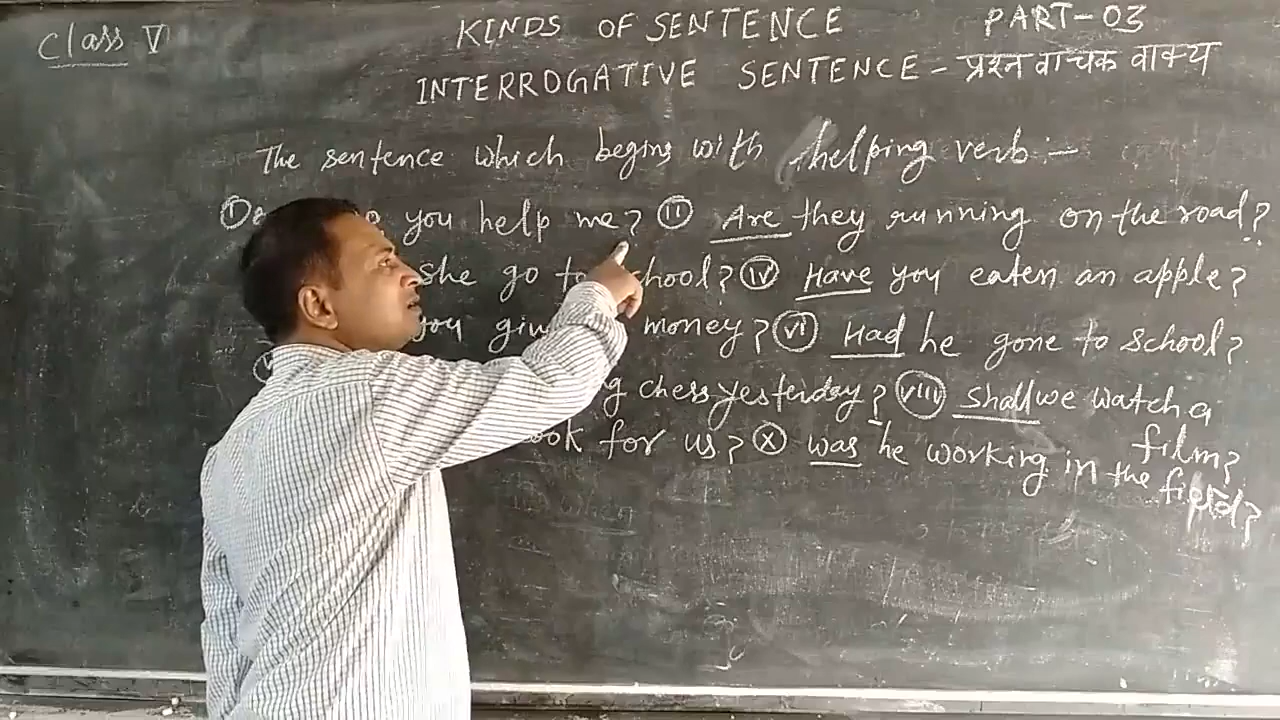 Class V
KINDS OF SENTENCE PART-03
INTERROGATIVE SENTENCE - प्रश्नवाचक वाक्य
The sentence which begins with helping verb :-
(i) you help me? (ii) Are they running on the road?
she go to school? (iv) Have you eaten an apple?
you money? (vi) Had he gone to school?
chess yesterday? (viii) shall we watch a
film?
for us? (x) was he working in the field?